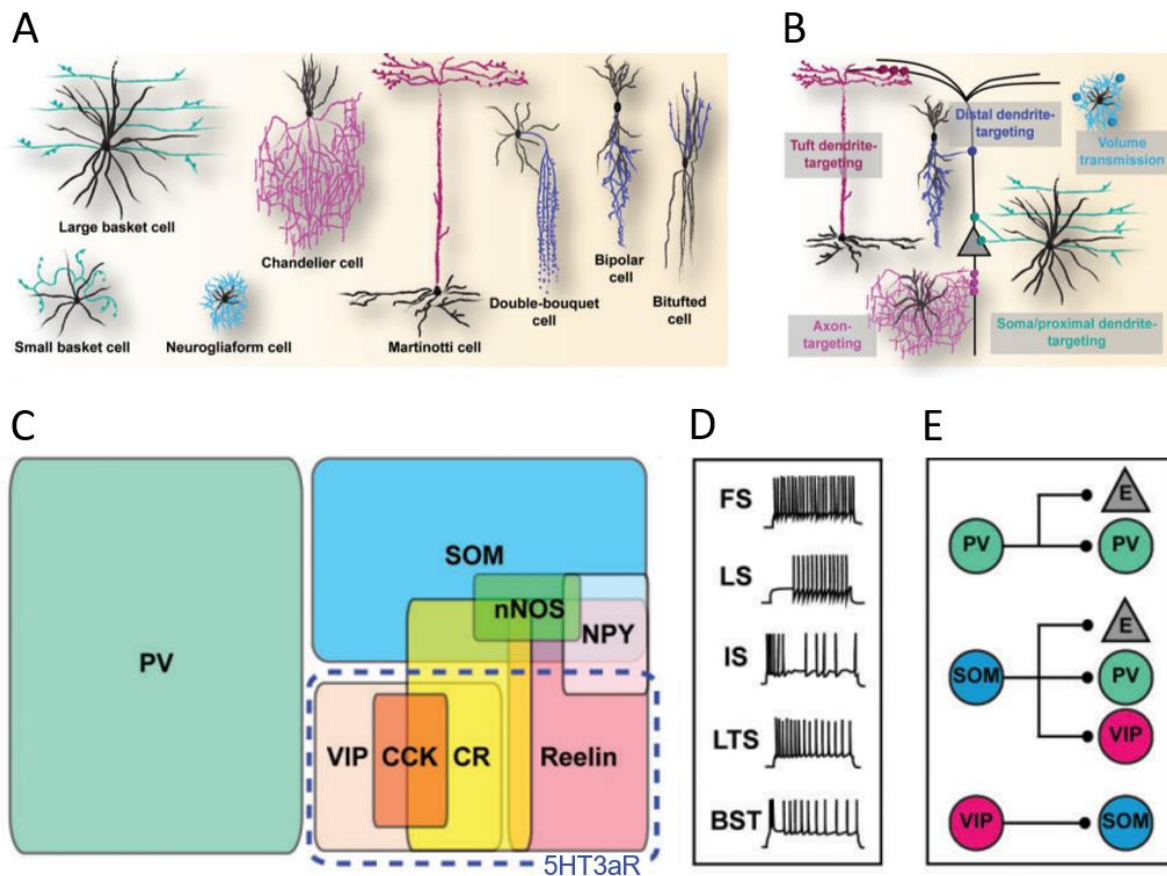 A
Large basket cell
Small basket cell
Neurogliaform cell
Chandelier cell
Martinotti cell
Double-bouquet
cell
Bipolar
cell
Bitufted
cell
B
Tuft dendrite-
targeting
Distal dendrite-
targeting
Volume
transmission
Axon-
targeting
Soma/proximal dendrite-
targeting
C
PV
SOM
nNOS
NPY
VIP
CCK
CR
Reelin
5HT3aR
D
FS
LS
IS
LTS
BST
E
E
PV
PV
E
SOM
PV
VIP
VIP
SOM